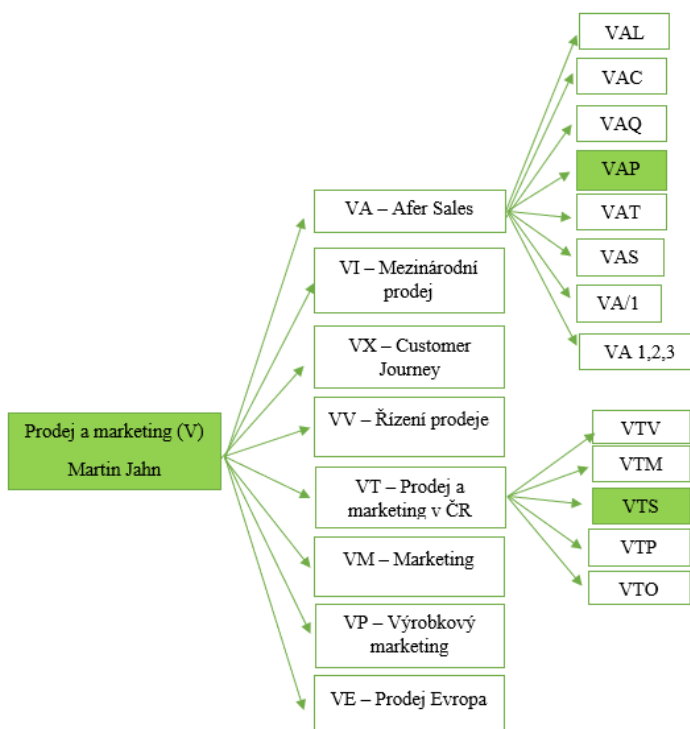 Prodej a marketing (V)
Martin Jahn
VA – Afer Sales
VI – Mezinárodní
prodej
VX – Customer
Journey
VV – Řízení prodeje
VT – Prodej a
marketing v ČR
VM – Marketing
VP – Výrobkový
marketing
VE – Prodej Evropa
VAL
VAC
VAQ
VAP
VAT
VAS
VA/1
VA 1,2,3
VTV
VTM
VTS
VTP
VTO